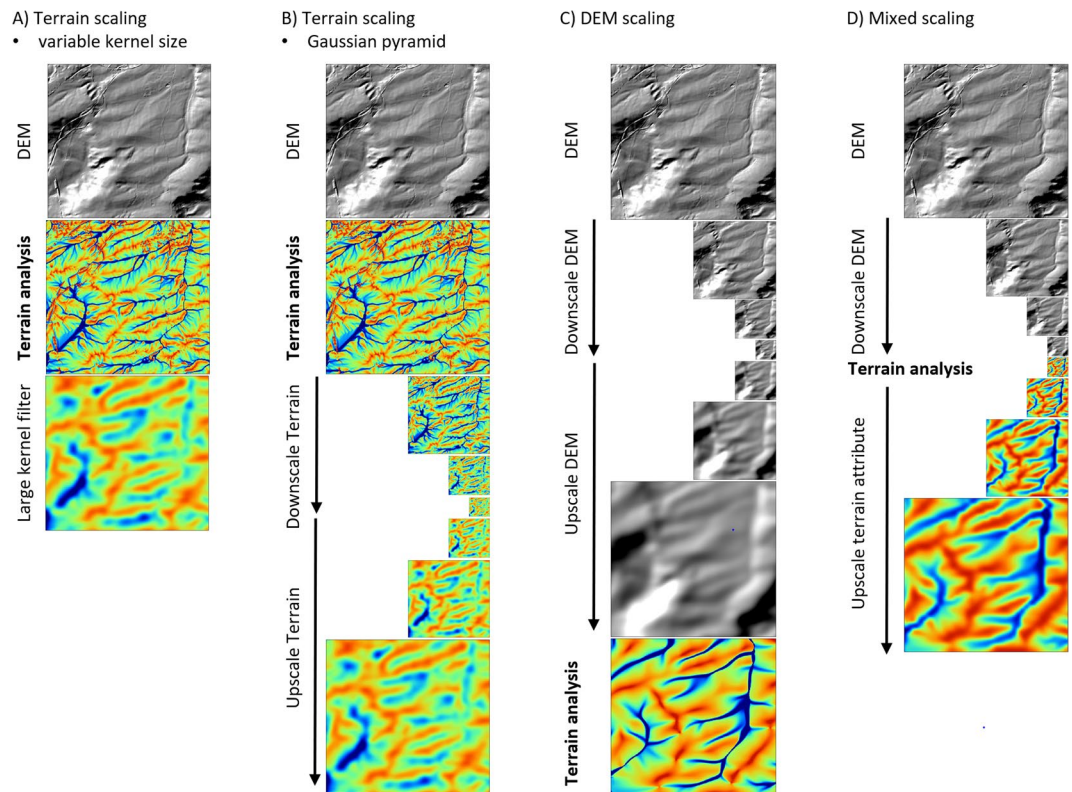 A) Terrain scaling
• variable kernel size
DEM
Terrain analysis
Large kernel filter
B) Terrain scaling
• Gaussian pyramid
DEM
Terrain analysis
Downscale Terrain
Upscale Terrain
C) DEM scaling
DEM
Downscale DEM
Upscale DEM
Terrain analysis
D) Mixed scaling
DEM
Downscale DEM
Terrain analysis
Upscale terrain attribute